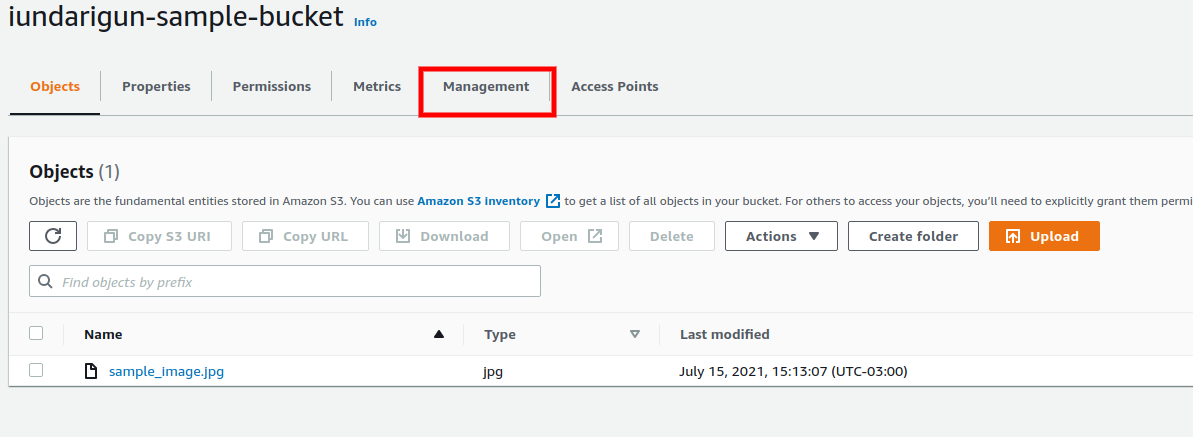 iundarigun-sample-bucket Info
Objects Properties Permissions Metrics Management Access Points
Objects (1)
Objects are the fundamental entities stored in Amazon S3. You can use Amazon S3 inventory to get a list of all objects in your bucket. For others to access your objects, you'll need to explicitly grant them
Copy S3 URI Copy URL Download Open Delete Actions Create folder Upload
Find objects by prefix
Name Type Last modified
sample_image.jpg jpg July 15, 2021, 15:13:07 (UTC-03:00)